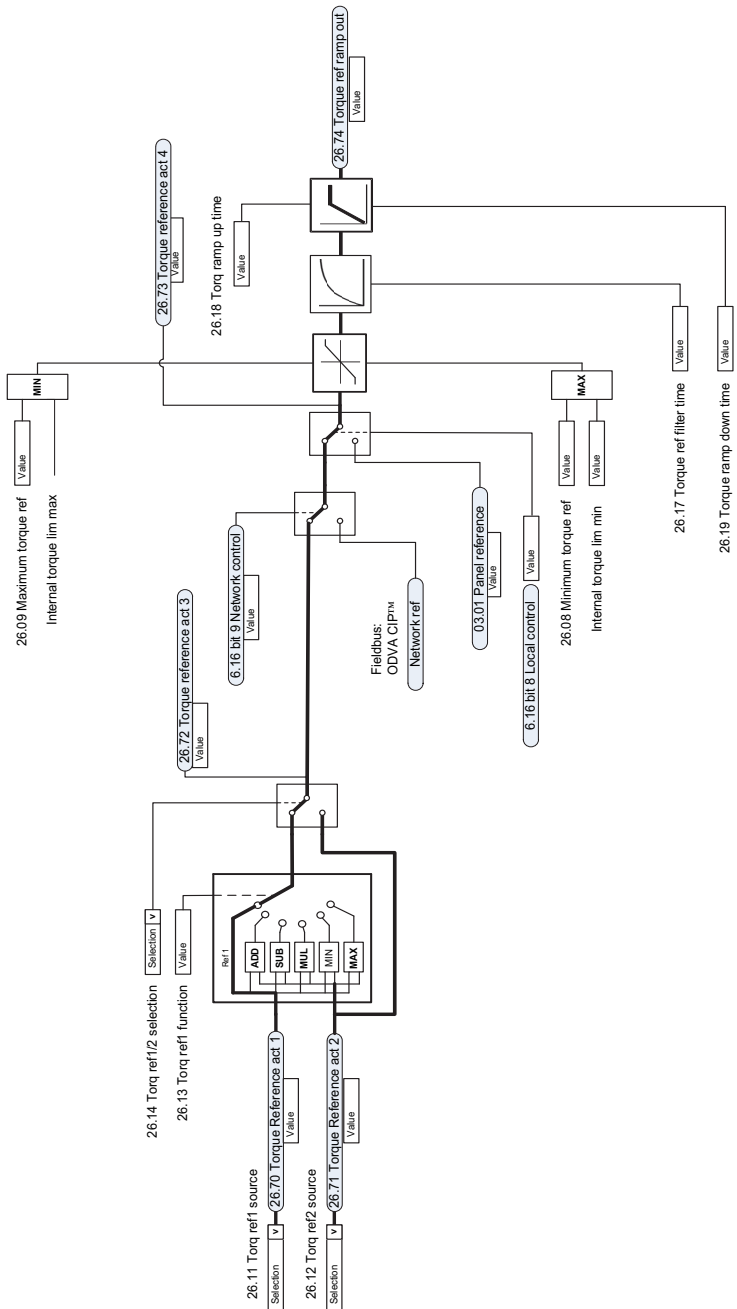 26.11 Torq ref1 source
Selection
v
26.70 Torque Reference act 1
Value
26.12 Torq ref2 source
Selection
v
26.71 Torque Reference act 2
Value
26.14 Torq ref1/2 selection
Selection
v
26.13 Torq ref1 function
Value
Ref1
ADD
SUB
MUL
MIN
MAX
26.72 Torque reference act 3
Value
6.16 bit 9 Network control
Value
Fieldbus:
ODVA CIP™
Network ref
03.01 Panel reference
Value
6.16 bit 8 Local control
Value
26.73 Torque reference act 4
Value
26.09 Maximum torque ref
Value
Internal torque lim max
MIN
26.08 Minimum torque ref
Value
Internal torque lim min
Value
MAX
26.18 Torq ramp up time
Value
26.17 Torque ref filter time
Value
26.19 Torque ramp down time
Value
26.74 Torque ref ramp out
Value